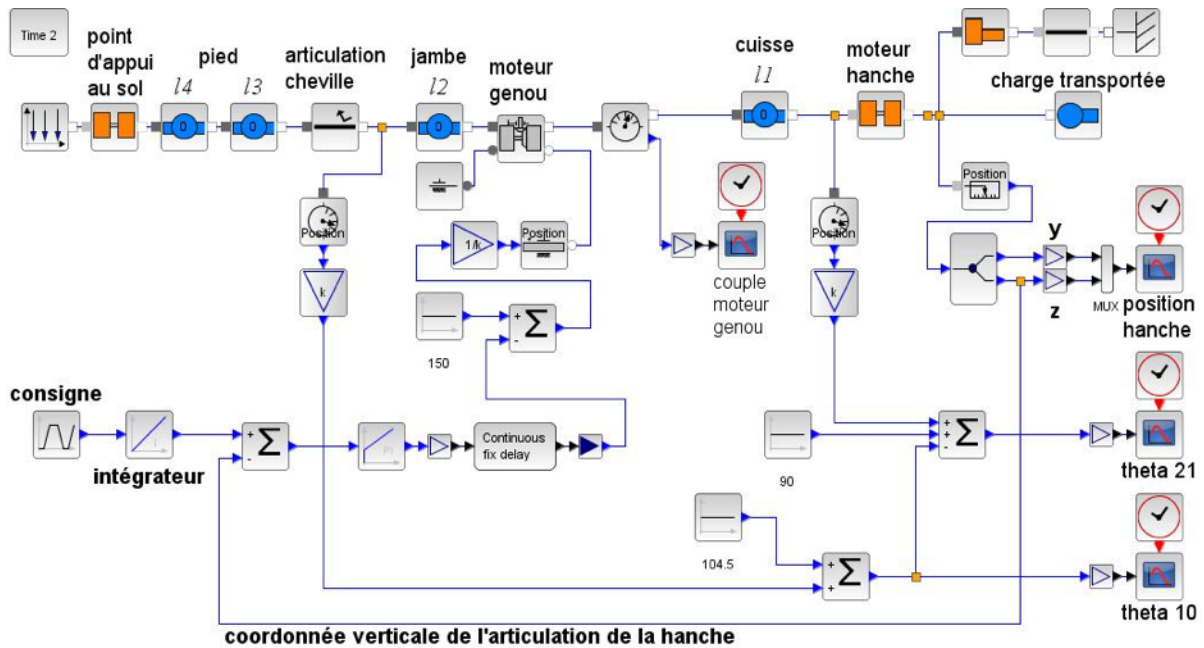 Time 2
point
d'appui
au sol
pied
l4
l3
articulation
cheville
jambe
l2
moteur
genou
cuisse
l1
moteur
hanche
charge transportée
Position
k
1/k
Position
150
couple
moteur
genou
Position
k
Position
y
z
MUX
position
hanche
consigne
intégrateur
+
-
Σ
+
-
Σ
PI
Continuous
fix delay
90
+
+
-
Σ
theta 21
104.5
+
+
Σ
theta 10
coordonnée verticale de l'articulation de la hanche